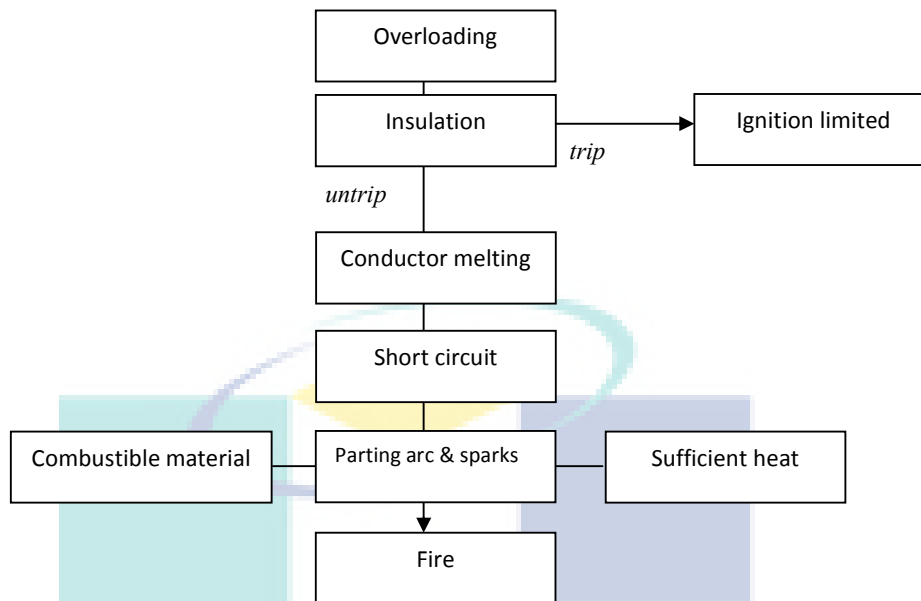 Overloading
Insulation
Ignition limited
trip
untrip
Conductor melting
Short circuit
Combustible material
Parting arc & sparks
Sufficient heat
Fire